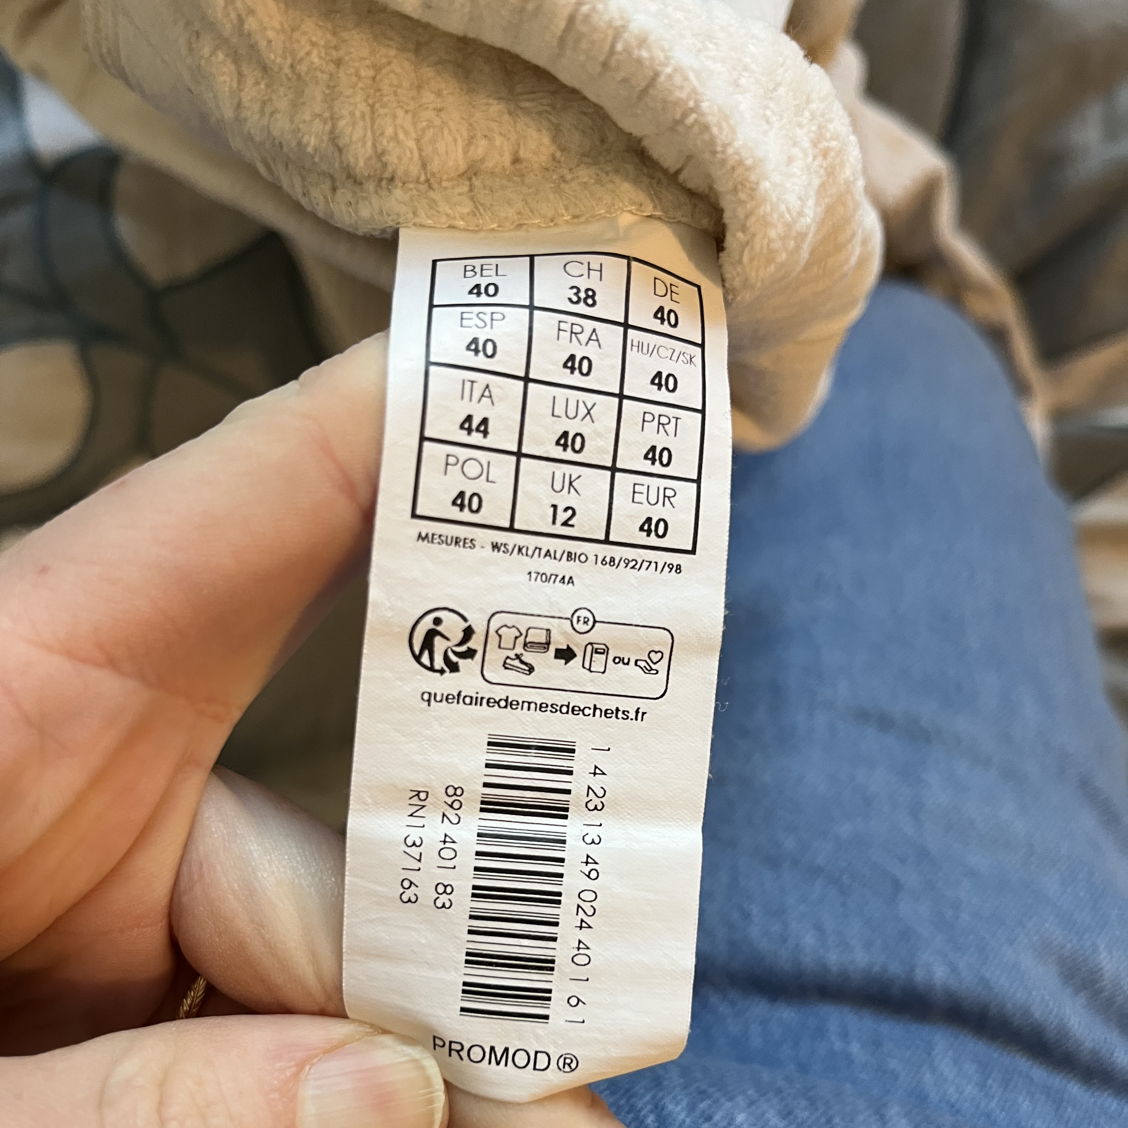 BEL CH DE
40 38 40
ESP FRA HU/CZ/SK
40 40 40
ITA LUX PRT
44 40 40
POL UK EUR
40 12 40
MESURES - WS/KL/TAL/BIO 168/92/71/98
170/74A
FR
ou
quefairedemesdechets.fr
1 4 23 13 49 024 40 1 6 1
892 401 83
RN137163
PROMOD®